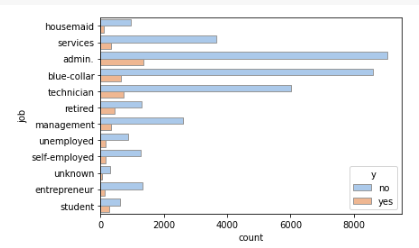 housemaid
services
admin.
blue-collar
technician
retired
management
unemployed
self-employed
unknown
entrepreneur
student
job
0 2000 4000 6000 8000
count
y
no
yes